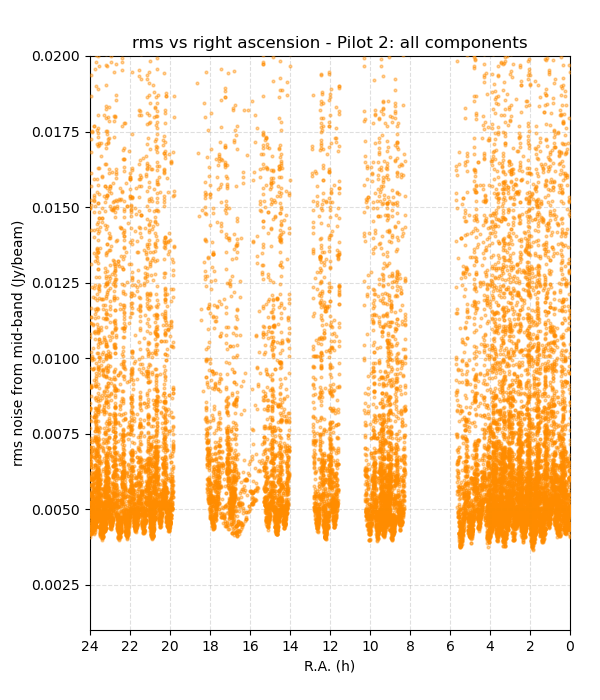 rms vs right ascension - Pilot 2: all components
0.0200
0.0175
0.0150
0.0125
0.0100
0.0075
0.0050
0.0025
rms noise from mid-band (Jy/beam)
24 22 20 18 16 14 12 10 8 6 4 2 0
R.A. (h)